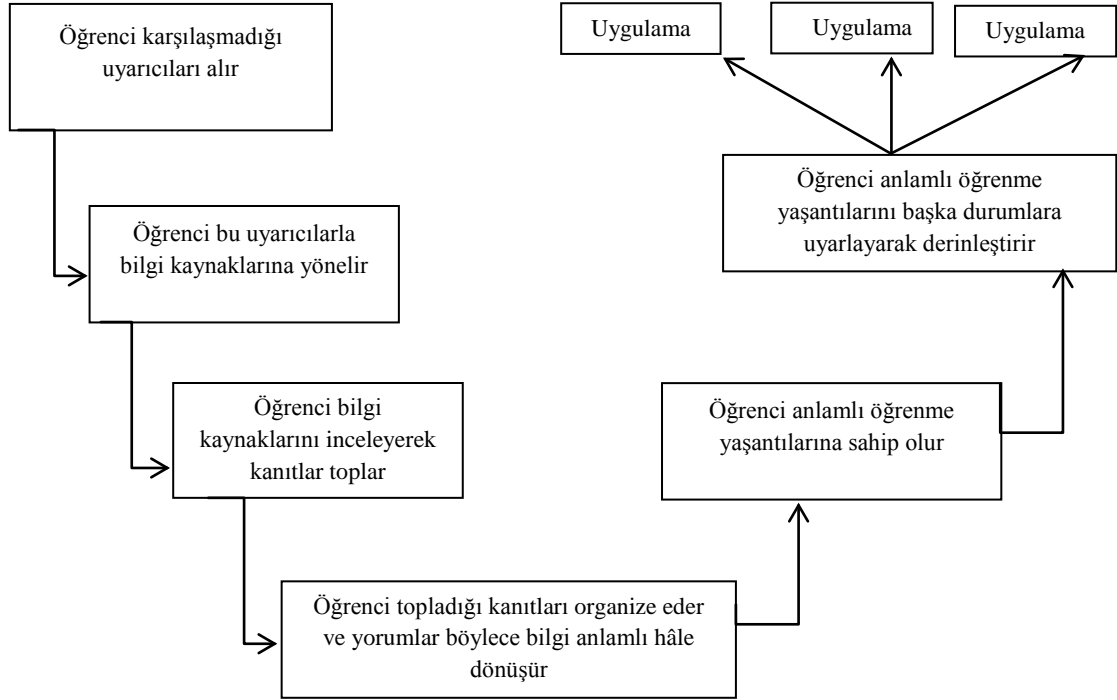 Öğrenci karşılaşmadığı
uyarıcıları alır
Öğrenci bu uyarıcılarla
bilgi kaynaklarına yönelir
Öğrenci bilgi
kaynaklarını inceleyerek
kanıtlar toplar
Öğrenci topladığı kanıtları organize eder
ve yorumlar böylece bilgi anlamlı hâle
dönüşür
Öğrenci anlamlı öğrenme
yaşantılarına sahip olur
Öğrenci anlamlı öğrenme
yaşantılarını başka durumlara
uyarlayarak derinleştirir
Uygulama
Uygulama
Uygulama